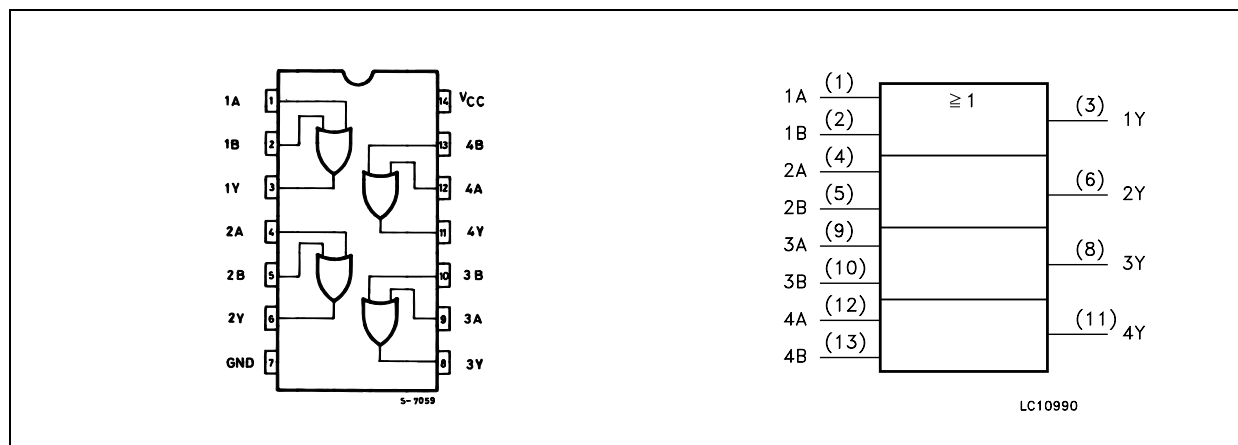 1A 1 14 VCC
1B 2 13 4B
1Y 3 12 4A
2A 4 11 4Y
2B 5 10 3B
2Y 6 9 3A
GND 7 8 3Y
S-7059
≧1
1A (1)
1B (2)
2A (4)
2B (5)
3A (9)
3B (10)
4A (12)
4B (13)
(3) 1Y
(6) 2Y
(8) 3Y
(11) 4Y
LC10990